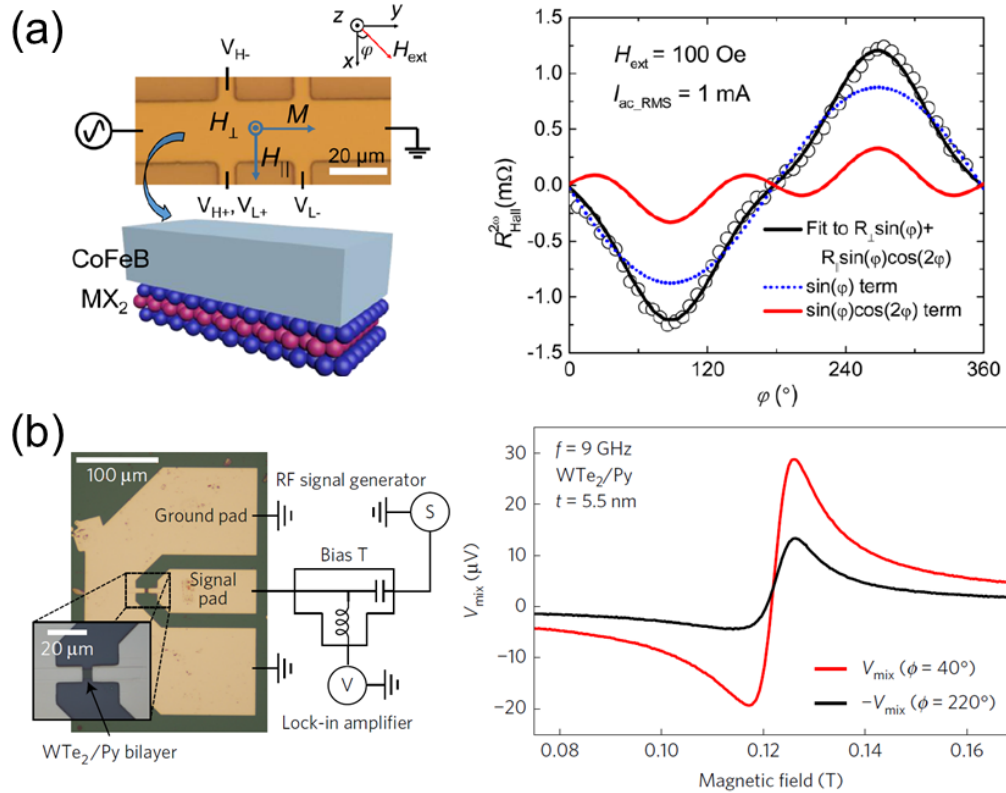 (a)
z
y
x
φ
H_ext
V_H-
H_⊥
M
H_||
20 μm
V_H+, V_L+
V_L-
CoFeB
MX₂
H_ext = 100 Oe
I_ac_RMS = 1 mA
R^2ω_Hall (mΩ)
1.5
1.0
0.5
0.0
-0.5
-1.0
-1.5
Fit to R_⊥sin(φ)+
R_||sin(φ)cos(2φ)
sin(φ) term
sin(φ)cos(2φ) term
0
120
240
360
φ (°)
(b)
100 μm
Ground pad
Signal
pad
20 μm
WTe₂/Py bilayer
RF signal generator
S
Bias T
V
Lock-in amplifier
f = 9 GHz
WTe₂/Py
t = 5.5 nm
V_mix (μV)
30
20
10
0
−10
−20
V_mix (ϕ = 40°)
−V_mix (ϕ = 220°)
0.08
0.10
0.12
0.14
0.16
Magnetic field (T)